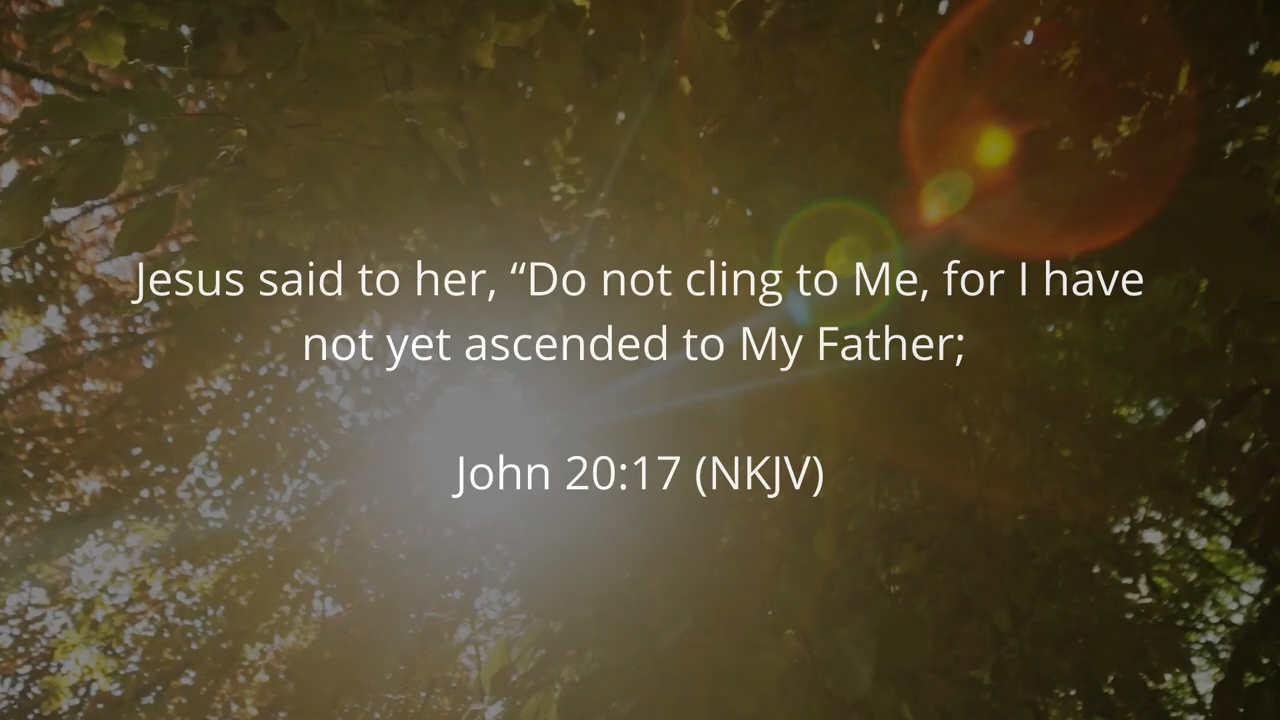 Jesus said to her, “Do not cling to Me, for I have
not yet ascended to My Father;
John 20:17 (NKJV)